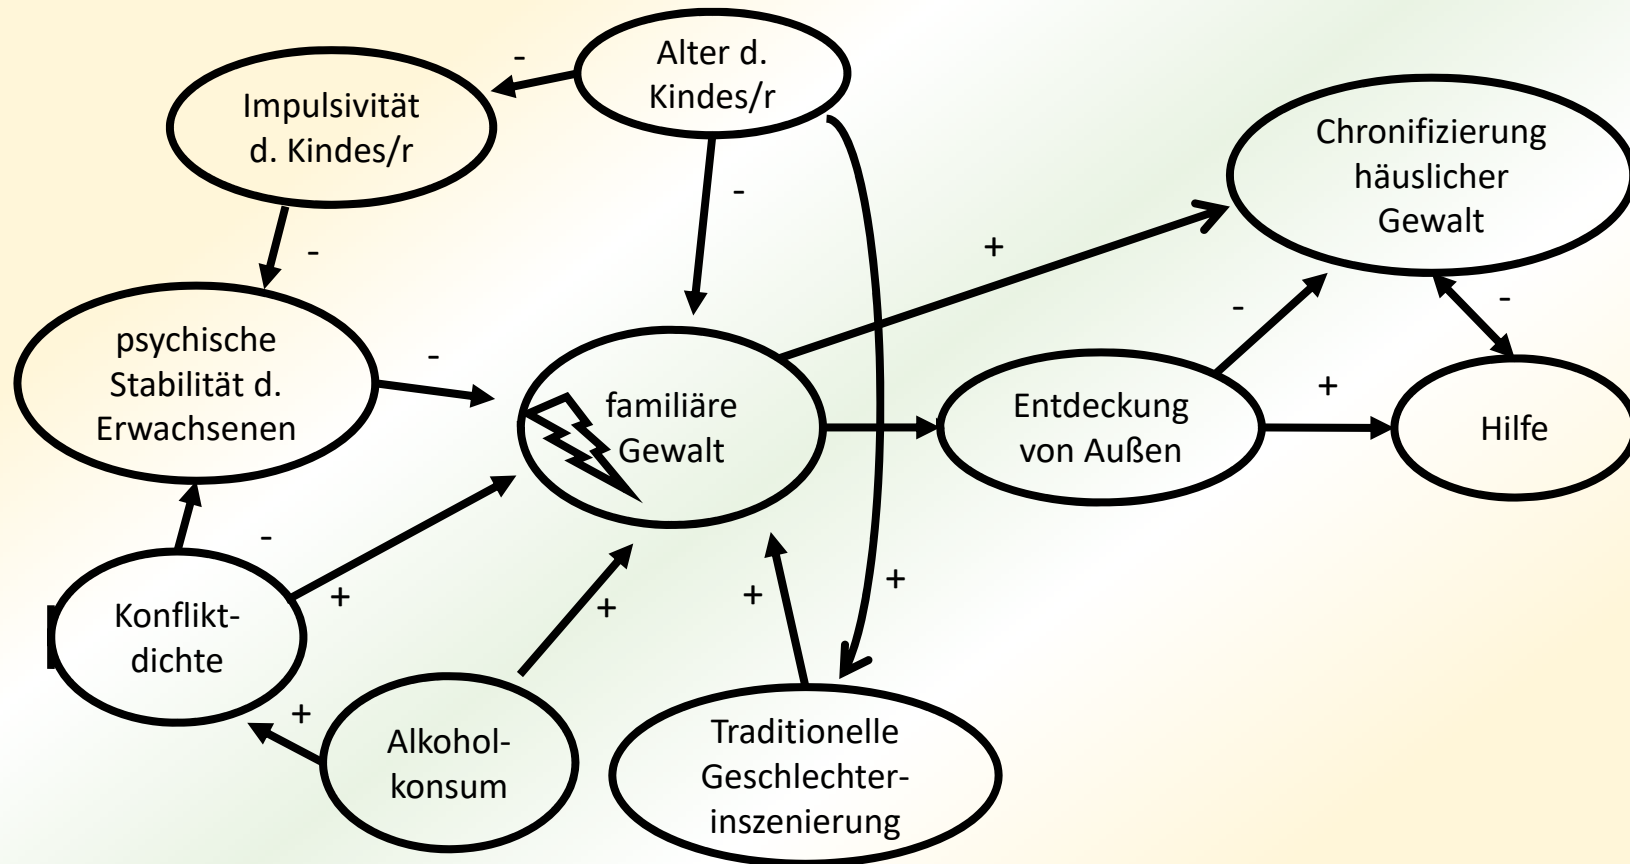 Alter d.
Kindes/r
-
Impulsivität
d. Kindes/r
-
Chronifizierung
häuslicher
Gewalt
-
+
-
psychische
Stabilität d.
Erwachsenen
-
-
familiäre
Gewalt
Entdeckung
von Außen
+
Hilfe
-
+
+
+
+
Konflikt-
dichte
+
Alkohol-
konsum
Traditionelle
Geschlechter-
inszenierung